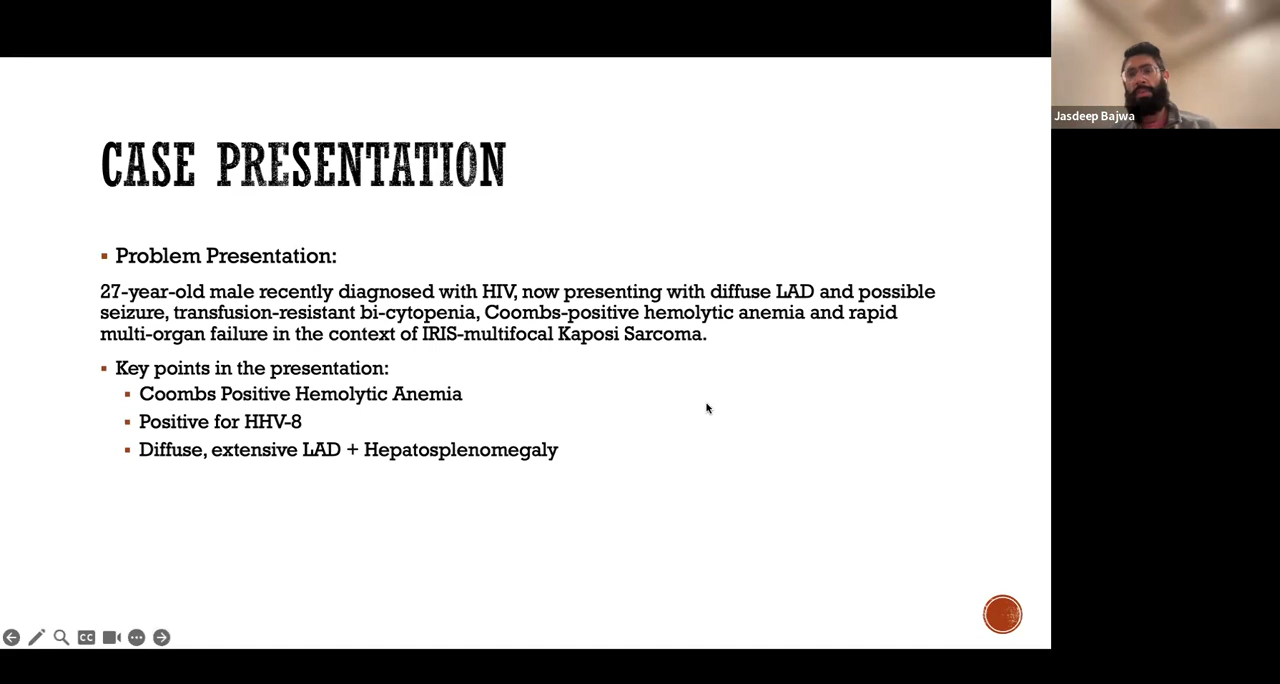 CASE PRESENTATION
Problem Presentation:
27-year-old male recently diagnosed with HIV, now presenting with diffuse LAD and possible
seizure, transfusion-resistant bi-cytopenia, Coombs-positive hemolytic anemia and rapid
multi-organ failure in the context of IRIS-multifocal Kaposi Sarcoma.
Key points in the presentation:
Coombs Positive Hemolytic Anemia
Positive for HHV-8
Diffuse, extensive LAD + Hepatosplenomegaly
CC
Jasdeep Bajwa